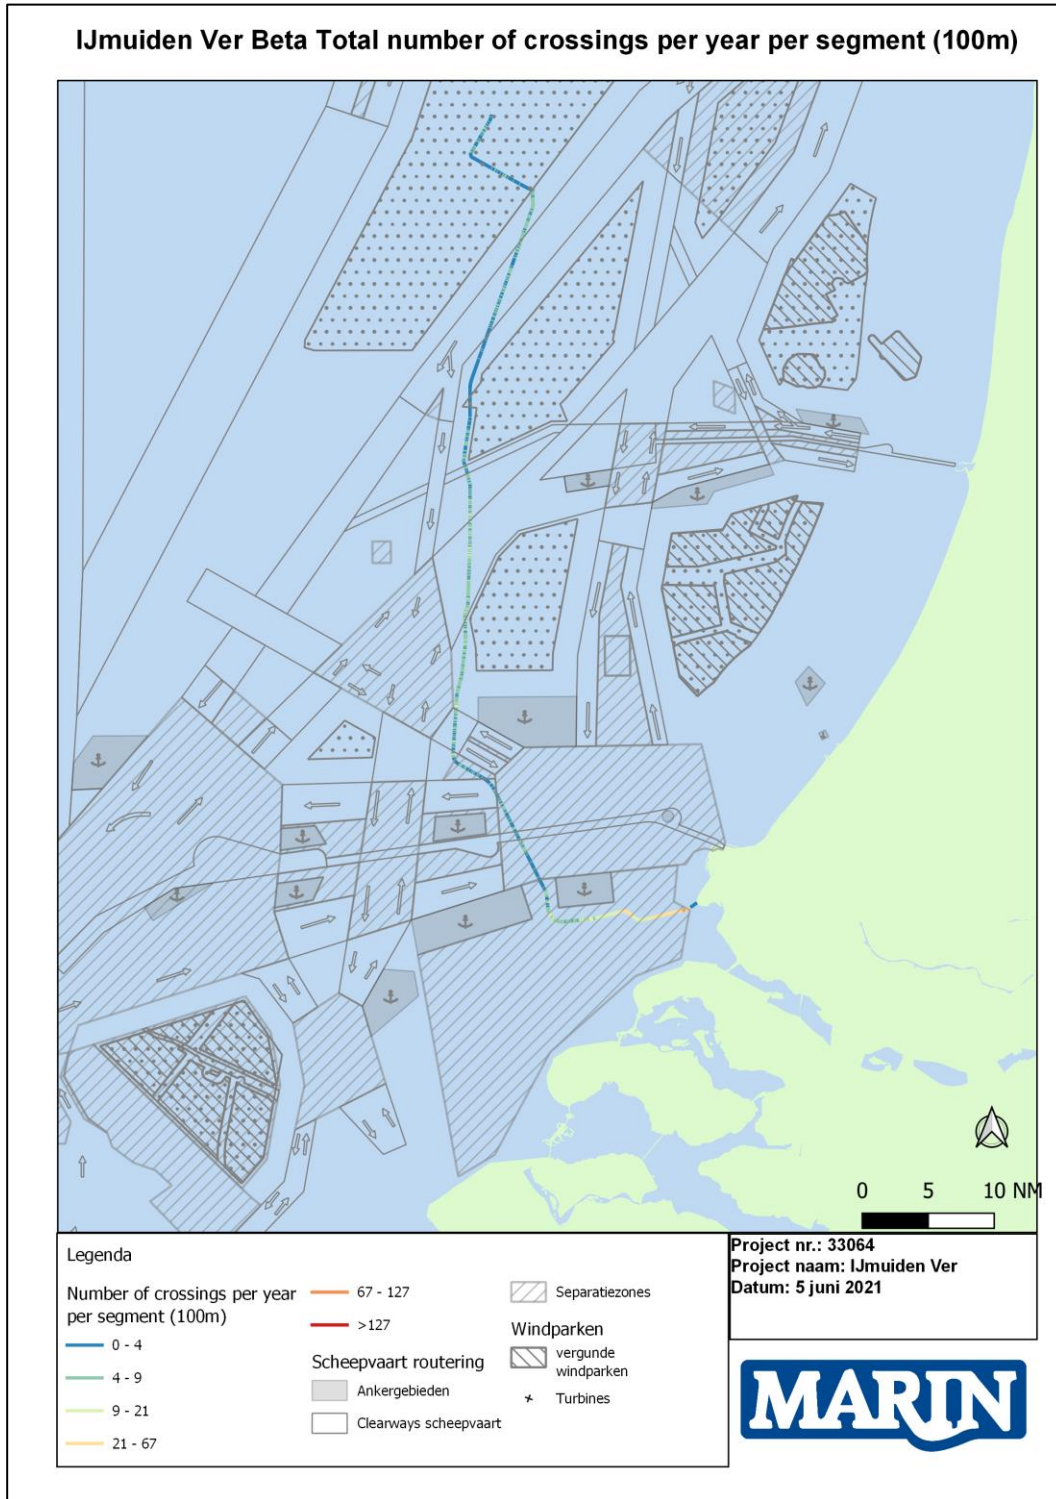 IJmuiden Ver Beta Total number of crossings per year per segment (100m)
0 5 10 NM
Legenda
Number of crossings per year
per segment (100m)
0 - 4
4 - 9
9 - 21
21 - 67
67 - 127
>127
Scheepvaart routering
Ankergebieden
Clearways scheepvaart
Separatiezones
Windparken
vergunde
windparken
Turbines
Project nr.: 33064
Project naam: IJmuiden Ver
Datum: 5 juni 2021
MARIN